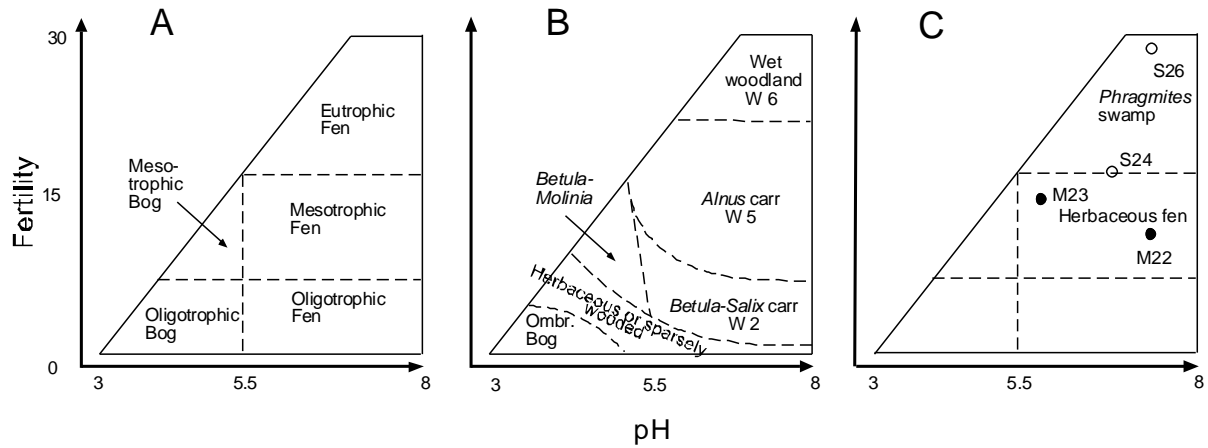 A
B
C
30
15
0
Fertility
Eutrophic
Fen
Meso-
trophic
Bog
Mesotrophic
Fen
Oligotrophic
Bog
Oligotrophic
Fen
3
5.5
8
Wet
woodland
W 6
Betula-
Molinia
Alnus carr
W 5
Herbaceous or sparsely
wooded
Betula-Salix carr
W 2
Ombr.
Bog
3
5.5
8
S26
Phragmites
swamp
S24
M23
Herbaceous fen
M22
3
5.5
8
pH